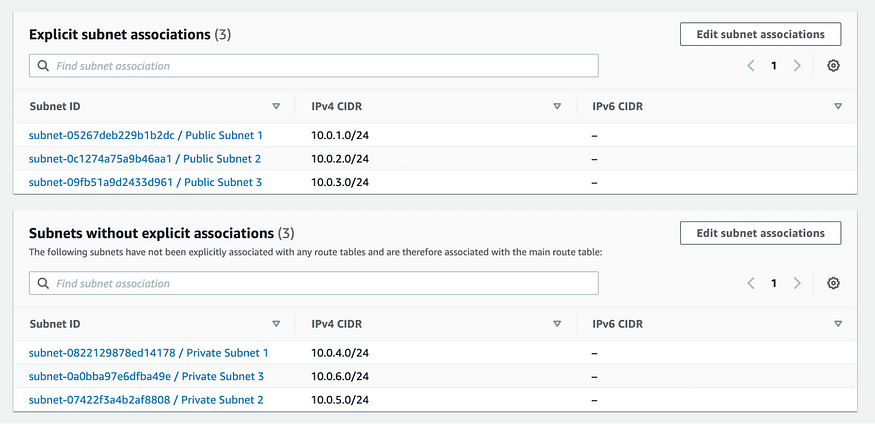 Explicit subnet associations (3)
Edit subnet associations
Find subnet association
1
Subnet ID IPv4 CIDR IPv6 CIDR
subnet-05267deb229b1b2dc / Public Subnet 1 10.0.1.0/24 –
subnet-0c1274a75a9b46aa1 / Public Subnet 2 10.0.2.0/24 –
subnet-09fb51a9d2433d961 / Public Subnet 3 10.0.3.0/24 –
Subnets without explicit associations (3)
Edit subnet associations
The following subnets have not been explicitly associated with any route tables and are therefore associated with the main route table:
Find subnet association
1
Subnet ID IPv4 CIDR IPv6 CIDR
subnet-0822129878ed14178 / Private Subnet 1 10.0.4.0/24 –
subnet-0a0bba97e6dfba49e / Private Subnet 3 10.0.6.0/24 –
subnet-07422f3a4b2af8808 / Private Subnet 2 10.0.5.0/24 –